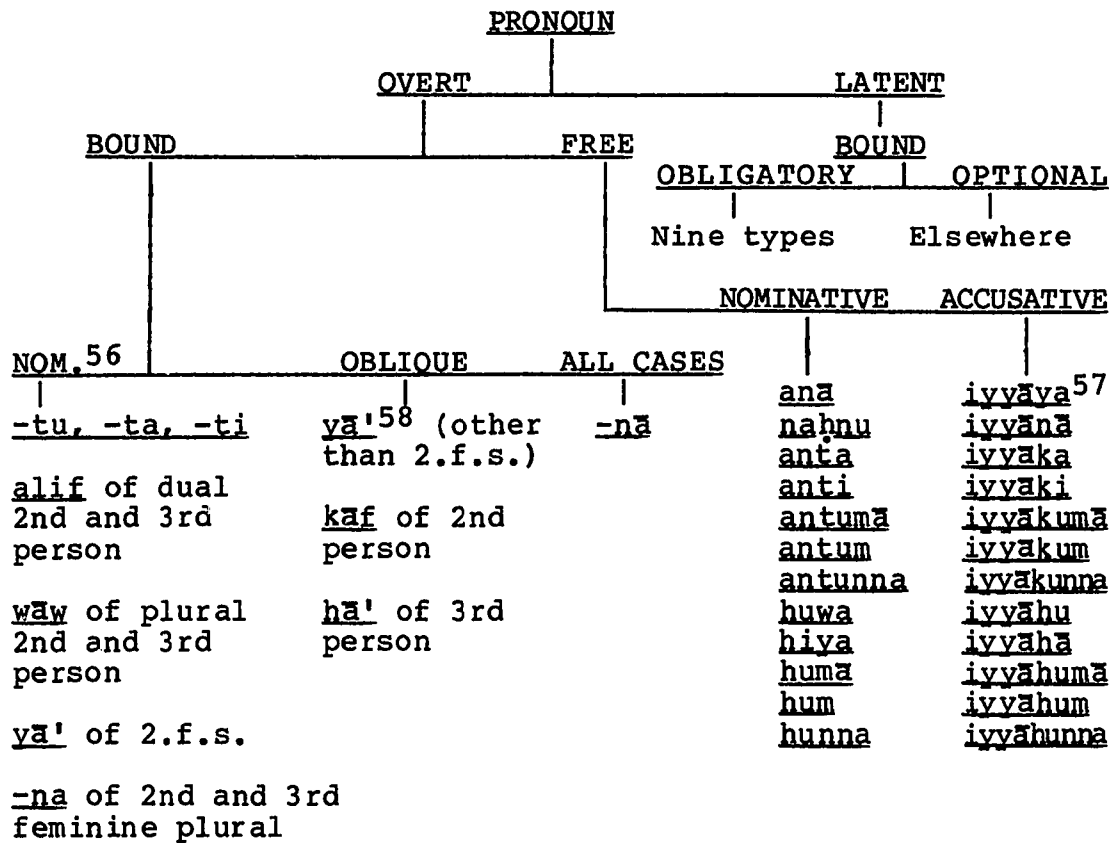 PRONOUN
OVERT LATENT
BOUND FREE BOUND
OBLIGATORY OPTIONAL
Nine types Elsewhere
NOMINATIVE ACCUSATIVE
NOM.56 OBLIQUE ALL CASES
-tu, -ta, -ti
alif of dual
2nd and 3rd
person
wāw of plural
2nd and 3rd
person
yā' of 2.f.s.
-na of 2nd and 3rd
feminine plural
yā'58 (other
than 2.f.s.)
kāf of 2nd
person
hā' of 3rd
person
-nā
anā
naḥnu
anta
anti
antumā
antum
antunna
huwa
hiya
humā
hum
hunna
iyyāya57
iyyānā
iyyāka
iyyāki
iyyākumā
iyyākum
iyyākunna
iyyāhu
iyyāhā
iyyāhumā
iyyāhum
iyyāhunna